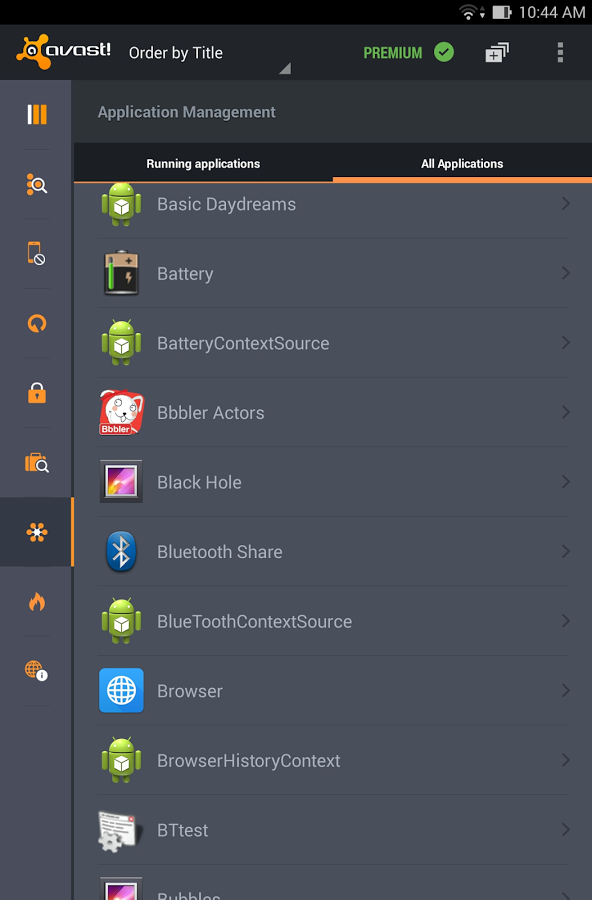 10:44 AM
avast!
Order by Title
PREMIUM
Application Management
Running applications
All Applications
Basic Daydreams
Battery
BatteryContextSource
Bbbler
Bbbler Actors
Black Hole
Bluetooth Share
BlueToothContextSource
Browser
BrowserHistoryContext
BTtest
Bubbles